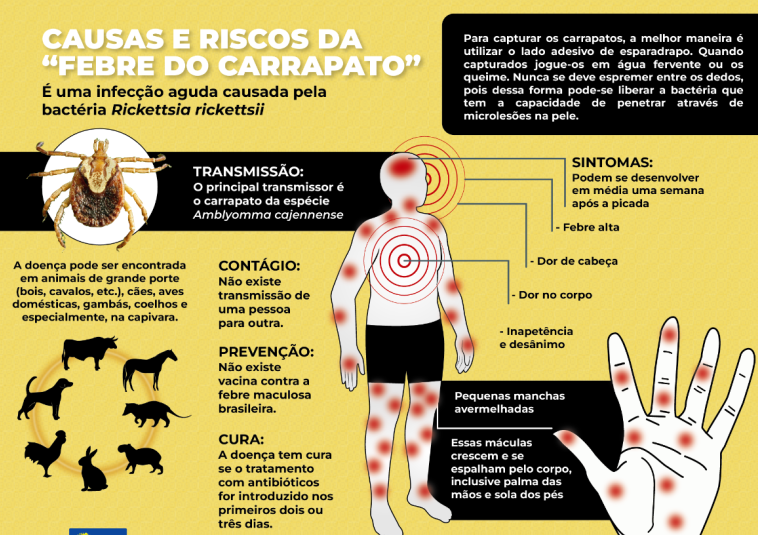 CAUSAS E RISCOS DA
“FEBRE DO CARRAPATO”
É uma infecção aguda causada pela
bactéria Rickettsia rickettsii
Para capturar os carrapatos, a melhor maneira é
utilizar o lado adesivo de esparadrapo. Quando
capturados jogue-os em água fervente ou os
queime. Nunca se deve espremer entre os dedos,
pois dessa forma pode-se liberar a bactéria que
tem a capacidade de penetrar através de
microlesões na pele.
TRANSMISSÃO:
O principal transmissor é
o carrapato da espécie
Amblyomma cajennense
SINTOMAS:
Podem se desenvolver
em média uma semana
após a picada
- Febre alta
- Dor de cabeça
- Dor no corpo
- Inapetência
e desânimo
A doença pode ser encontrada
em animais de grande porte
(bois, cavalos, etc.), cães, aves
domésticas, gambás, coelhos e
especialmente, na capivara.
CONTÁGIO:
Não existe
transmissão de
uma pessoa
para outra.
PREVENÇÃO:
Não existe
vacina contra a
febre maculosa
brasileira.
CURA:
A doença tem cura
se o tratamento
com antibióticos
for introduzido nos
primeiros dois ou
três dias.
Pequenas manchas
avermelhadas
Essas máculas
crescem e se
espalham pelo corpo,
inclusive palma das
mãos e sola dos pés